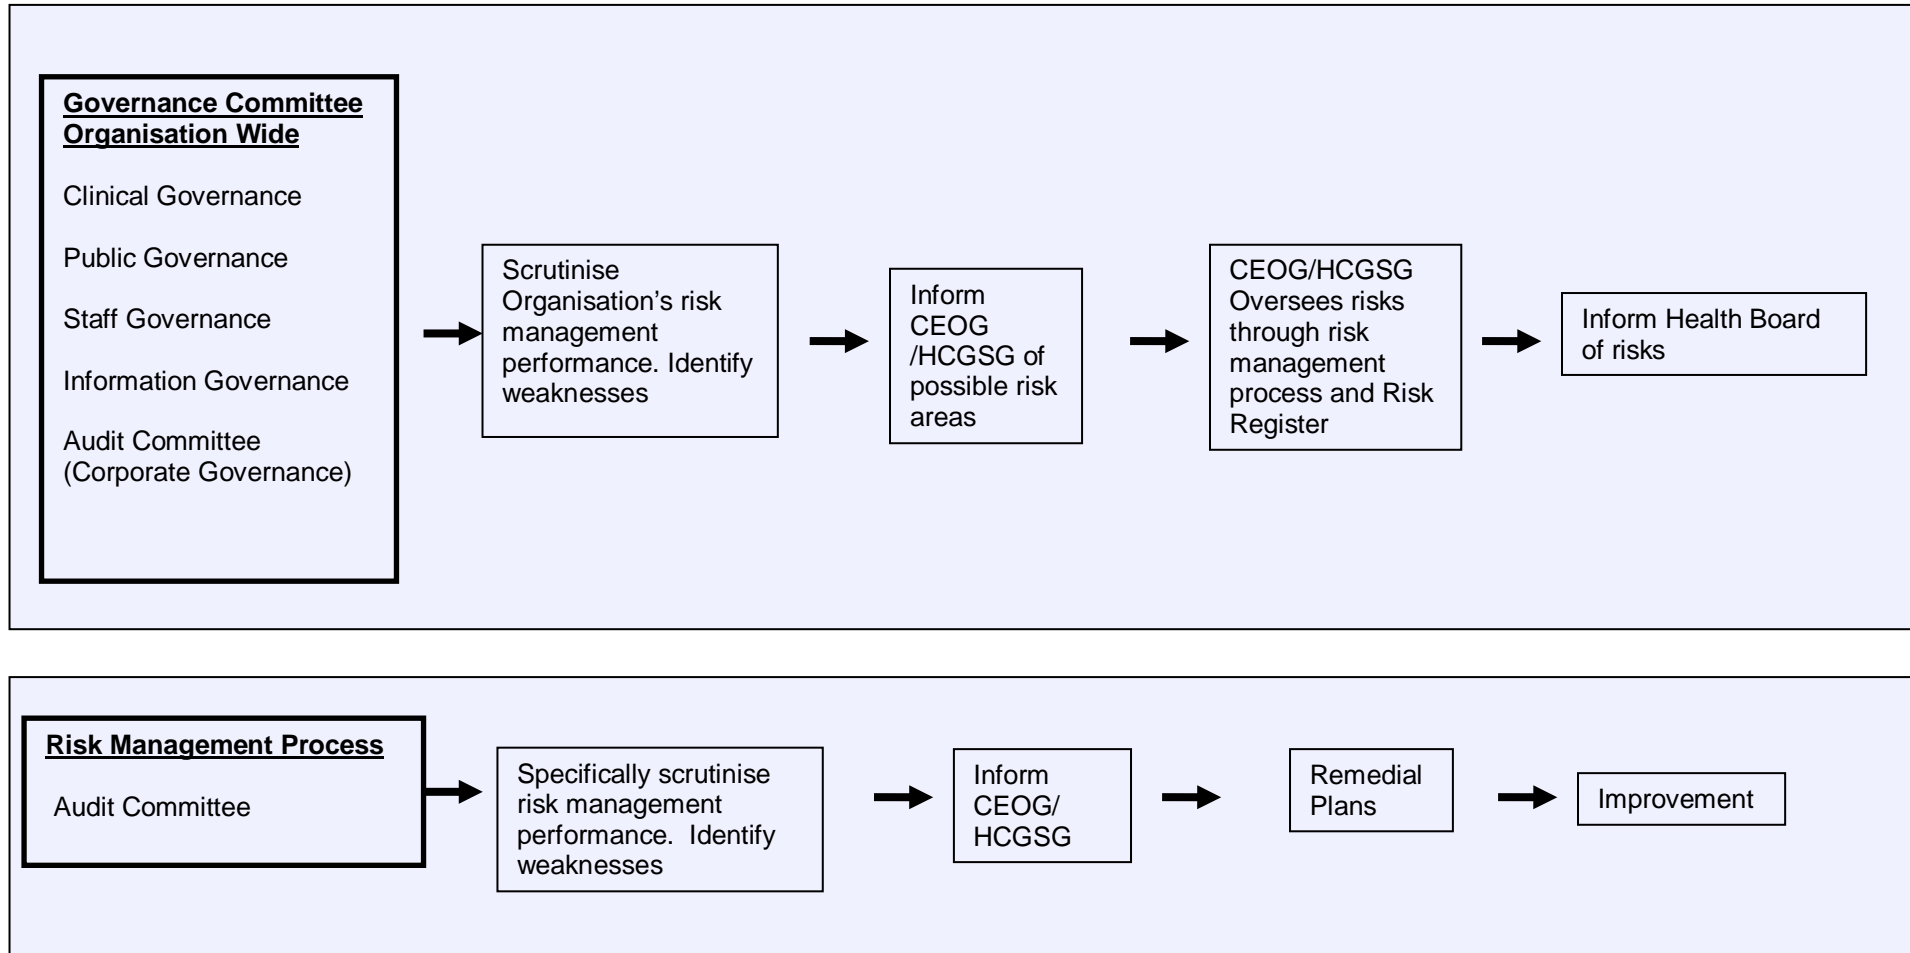 Governance Committee
Organisation Wide
Clinical Governance
Public Governance
Staff Governance
Information Governance
Audit Committee
(Corporate Governance)
Scrutinise
Organisation’s risk
management
performance. Identify
weaknesses
Inform
CEOG
/HCGSG of
possible risk
areas
CEOG/HCGSG
Oversees risks
through risk
management
process and Risk
Register
Inform Health Board
of risks
Risk Management Process
Audit Committee
Specifically scrutinise
risk management
performance.  Identify
weaknesses
Inform
CEOG/
HCGSG
Remedial
Plans
Improvement